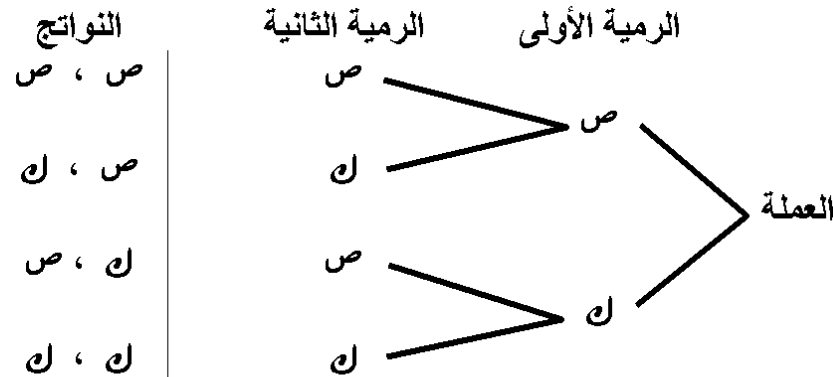 الرمية الأولى الرمية الثانية النواتج
ص ص ، ص
ص
ك ص ، ك
العملة
ص ك ، ص
ك
ك ك ، ك